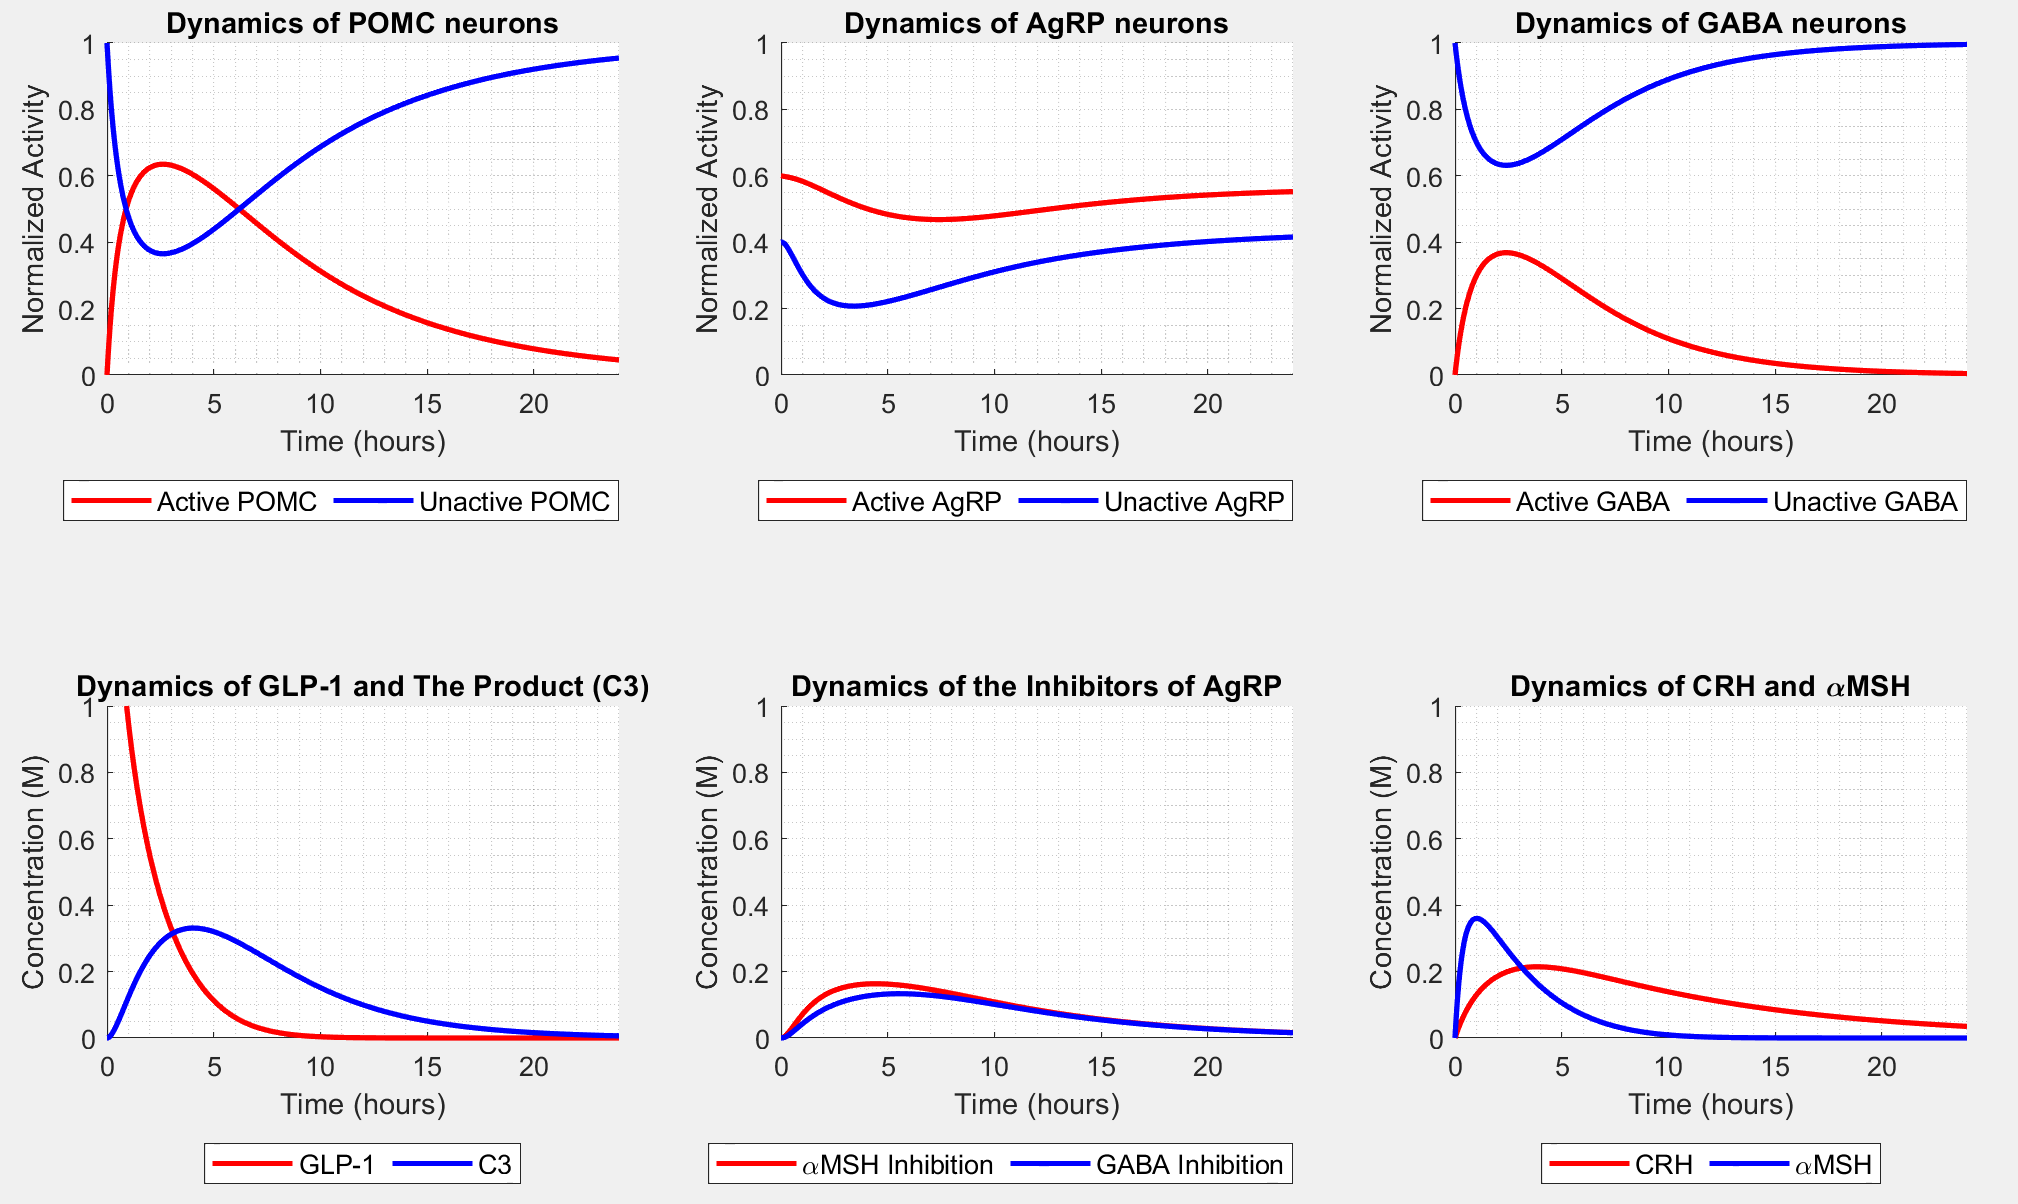 Dynamics of POMC neurons
Normalized Activity
1
0.8
0.6
0.4
0.2
0
0 5 10 15 20
Time (hours)
Active POMC Unactive POMC
Dynamics of AgRP neurons
Normalized Activity
1
0.8
0.6
0.4
0.2
0
0 5 10 15 20
Time (hours)
Active AgRP Unactive AgRP
Dynamics of GABA neurons
Normalized Activity
1
0.8
0.6
0.4
0.2
0
0 5 10 15 20
Time (hours)
Active GABA Unactive GABA
Dynamics of GLP-1 and The Product (C3)
Concentration (M)
1
0.8
0.6
0.4
0.2
0
0 5 10 15 20
Time (hours)
GLP-1 C3
Dynamics of the Inhibitors of AgRP
Concentration (M)
1
0.8
0.6
0.4
0.2
0
0 5 10 15 20
Time (hours)
αMSH Inhibition GABA Inhibition
Dynamics of CRH and αMSH
Concentration (M)
1
0.8
0.6
0.4
0.2
0
0 5 10 15 20
Time (hours)
CRH αMSH